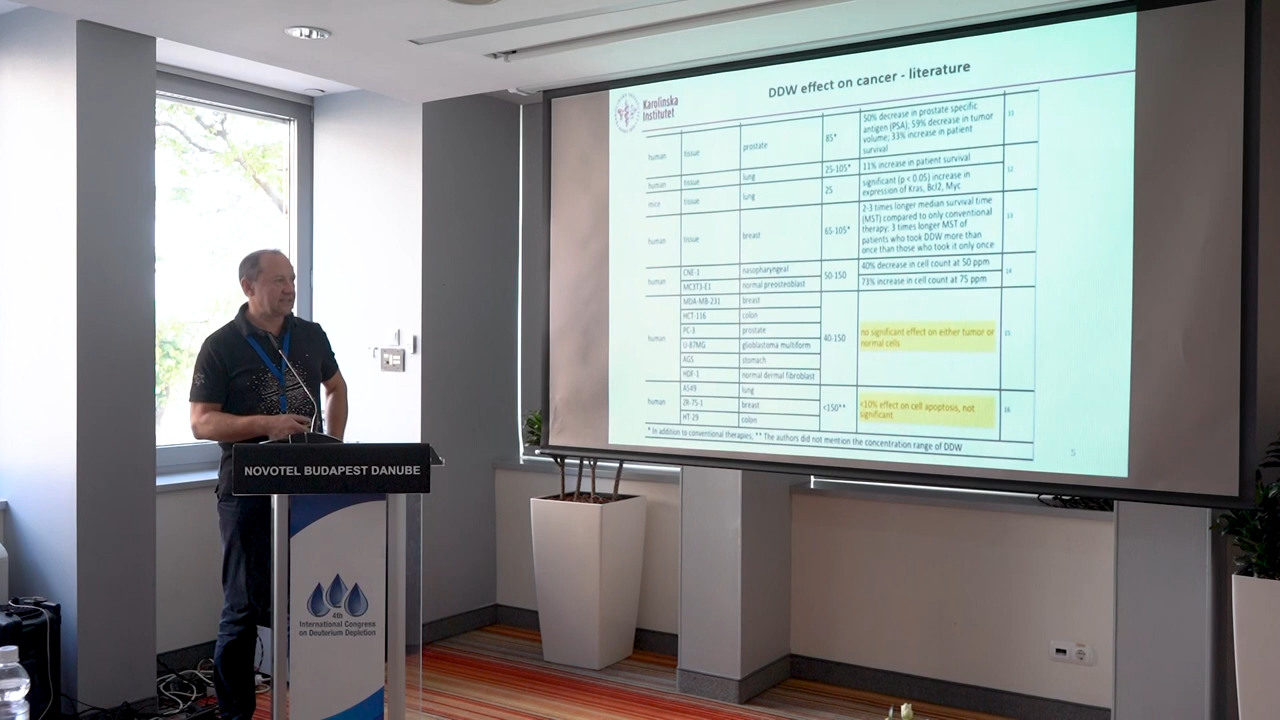 DDW effect on cancer - literature
Karolinska
Institutet
human tissue prostate 85* 50% decrease in prostate specific
antigen (PSA); 59% decrease in tumor
volume; 33% increase in patient
survival 11
human tissue lung 25-105* 11% increase in patient survival 12
mice tissue lung 25 significant (p < 0.05) increase in
expression of Kras, Bcl2, Myc
human tissue breast 65-105* 2-3 times longer median survival time
(MST) compared to only conventional
therapy; 3 times longer MST of
patients who took DDW more than
once than those who took it only once 13
human CNE-1 nasopharyngeal 50-150 40% decrease in cell count at 50 ppm 14
MC3T3-E1 normal preosteoblast 73% increase in cell count at 75 ppm
human MDA-MB-231 breast 40-150 no significant effect on either tumor or
normal cells 15
HCT-116 colon
PC-3 prostate
U-87MG glioblastoma multiform
AGS stomach
HDF-1 normal dermal fibroblast
human A549 lung <150** <10% effect on cell apoptosis, not
significant 16
ZR-75-1 breast
HT-29 colon
* In addition to conventional therapies; ** The authors did not mention the concentration range of DDW
5
NOVOTEL BUDAPEST DANUBE
4th
International Congress
on Deuterium Depletion